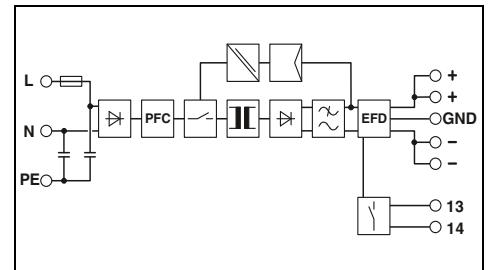 L
+
+
N
PFC
EFD
GND
–
–
PE
13
14